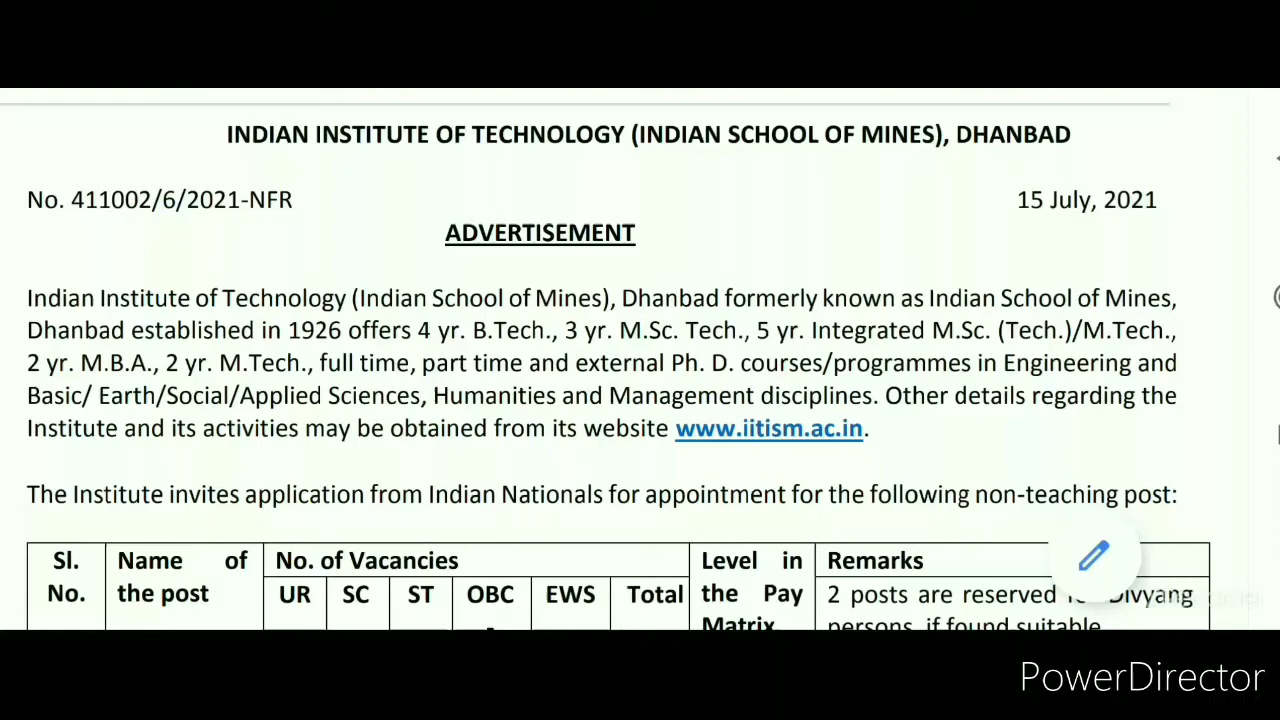 INDIAN INSTITUTE OF TECHNOLOGY (INDIAN SCHOOL OF MINES), DHANBAD
No. 411002/6/2021-NFR 15 July, 2021
ADVERTISEMENT
Indian Institute of Technology (Indian School of Mines), Dhanbad formerly known as Indian School of Mines,
Dhanbad established in 1926 offers 4 yr. B.Tech., 3 yr. M.Sc. Tech., 5 yr. Integrated M.Sc. (Tech.)/M.Tech.,
2 yr. M.B.A., 2 yr. M.Tech., full time, part time and external Ph. D. courses/programmes in Engineering and
Basic/ Earth/Social/Applied Sciences, Humanities and Management disciplines. Other details regarding the
Institute and its activities may be obtained from its website www.iitism.ac.in.
The Institute invites application from Indian Nationals for appointment for the following non-teaching post:
Sl. Name of No. of Vacancies Level in Remarks
No. the post UR SC ST OBC EWS Total the Pay 2 posts are reserved Divyang
Matrix persons, if found suitable
PowerDirector